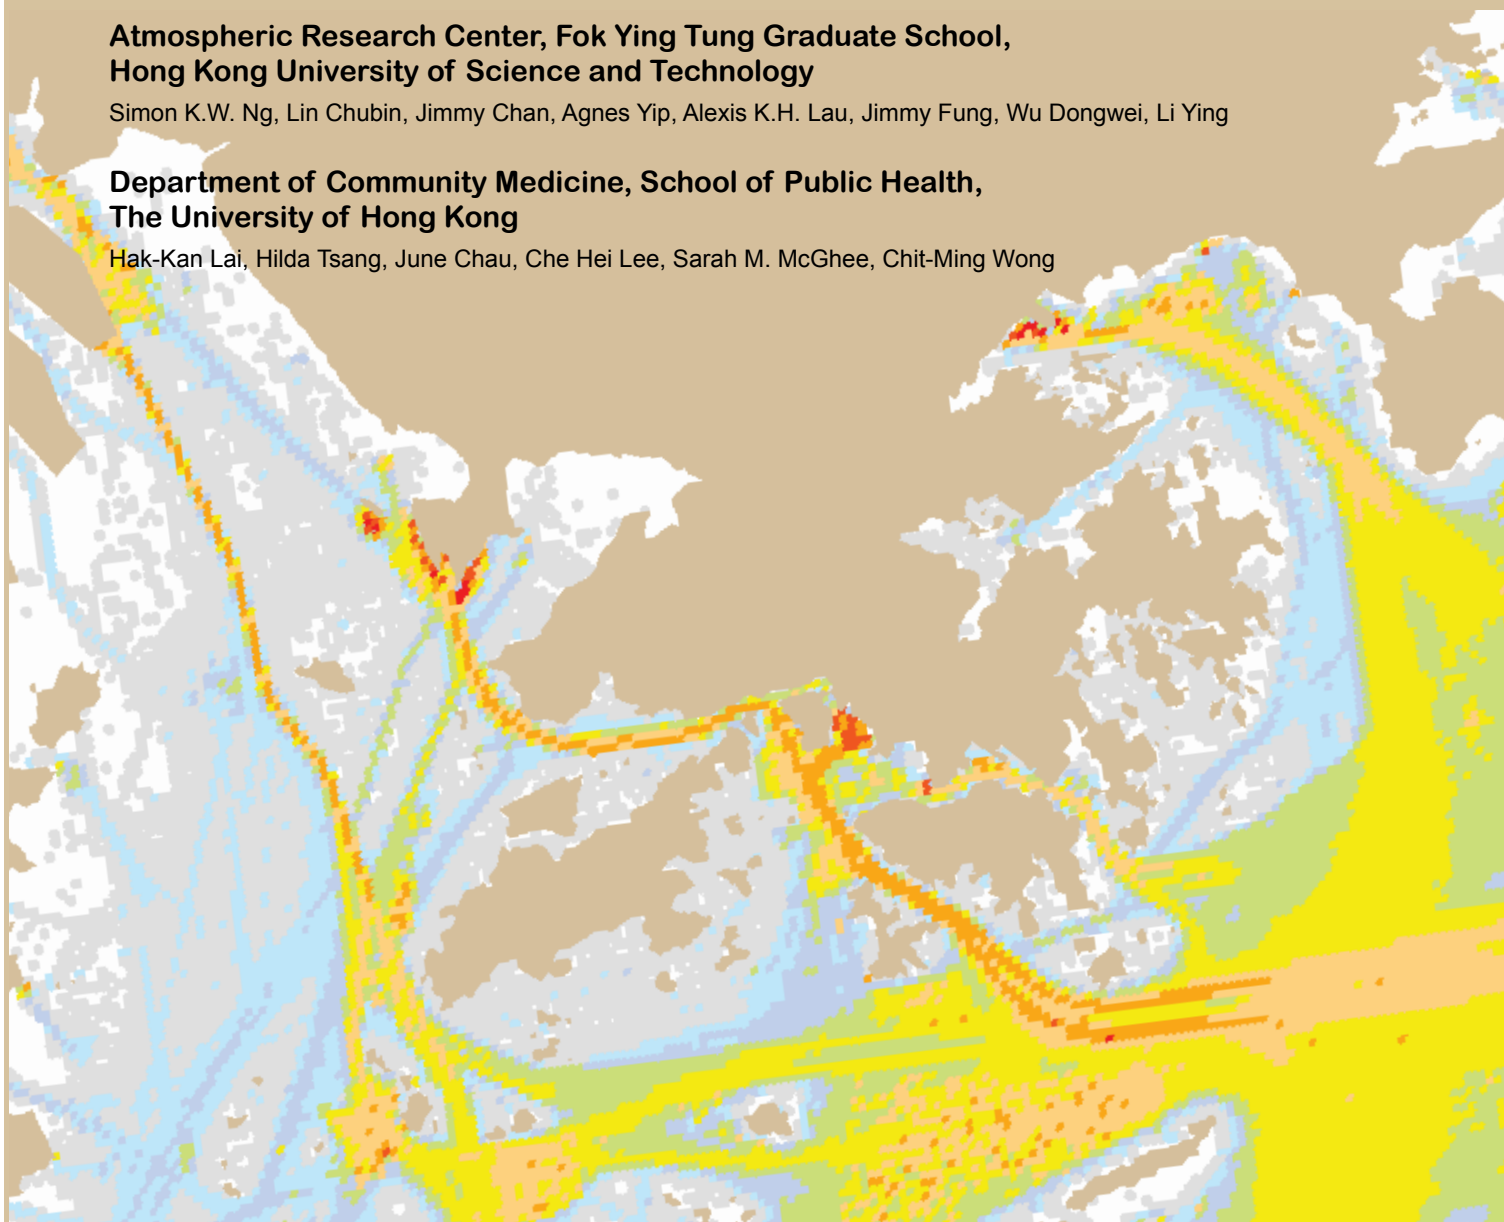 Atmospheric Research Center, Fok Ying Tung Graduate School,
Hong Kong University of Science and Technology
Simon K.W. Ng, Lin Chubin, Jimmy Chan, Agnes Yip, Alexis K.H. Lau, Jimmy Fung, Wu Dongwei, Li Ying
Department of Community Medicine, School of Public Health,
The University of Hong Kong
Hak-Kan Lai, Hilda Tsang, June Chau, Che Hei Lee, Sarah M. McGhee, Chit-Ming Wong